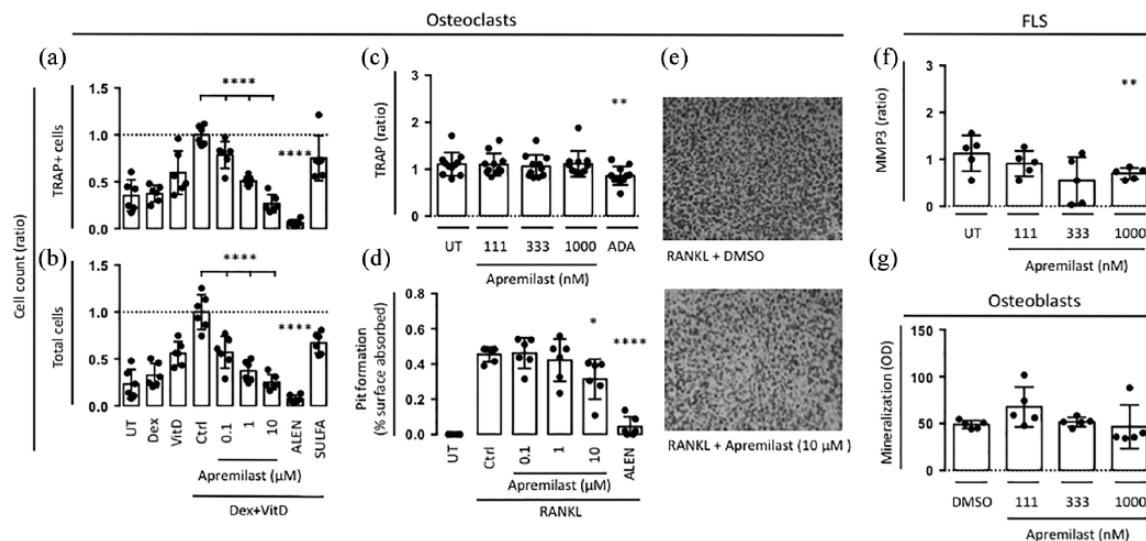 Osteoclasts
FLS
(a)
****
****
TRAP+ cells
1.5
1.0
0.5
0.0
(b)
****
****
Total cells
1.5
1.0
0.5
0.0
Cell count (ratio)
UT
Dex
VitD
Ctrl
0.1
1
10
ALEN
SULFA
Apremilast (µM)
Dex+VitD
(c)
**
TRAP (ratio)
3
2
1
0
UT
111
333
1000
ADA
Apremilast (nM)
(d)
*
****
Pit formation
(% surface absorbed)
0.8
0.6
0.4
0.2
0.0
UT
Ctrl
0.1
1
10
ALEN
Apremilast (µM)
RANKL
(e)
RANKL + DMSO
RANKL + Apremilast (10 µM )
(f)
**
MMP3 (ratio)
3
2
1
0
UT
111
333
1000
Apremilast (nM)
(g)
Osteoblasts
Mineralization (OD)
150
100
50
0
DMSO
111
333
1000
Apremilast (nM)